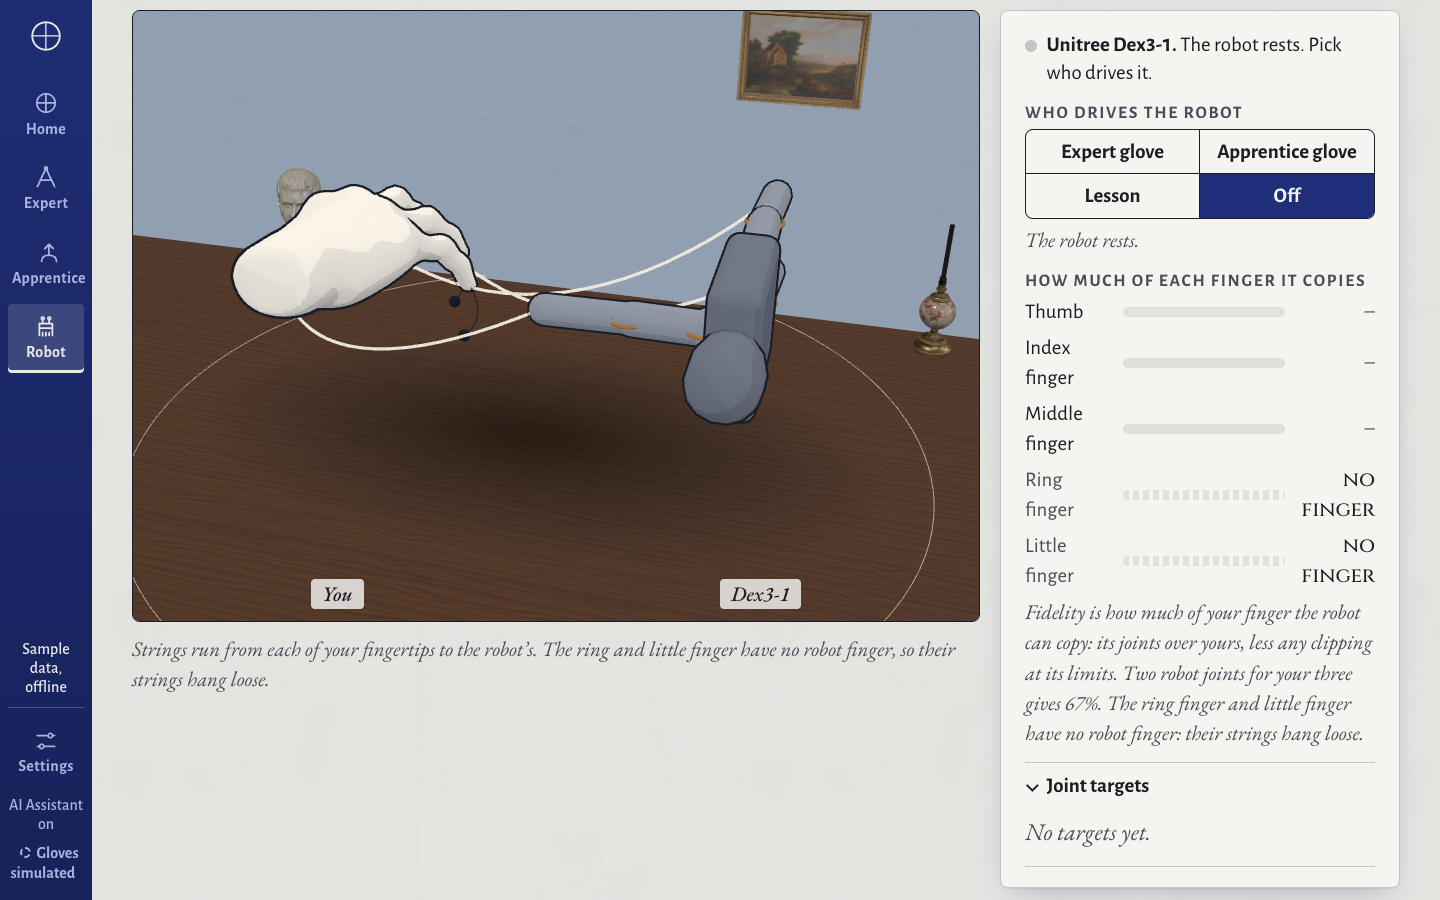 Home
Expert
Apprentice
Robot
Sample
data,
offline
Settings
AI Assistant
on
Gloves
simulated
You
Dex3-1
Strings run from each of your fingertips to the robot's. The ring and little finger have no robot finger, so their
strings hang loose.
Unitree Dex3-1. The robot rests. Pick
who drives it.
WHO DRIVES THE ROBOT
Expert glove
Apprentice glove
Lesson
Off
The robot rests.
HOW MUCH OF EACH FINGER IT COPIES
Thumb –
Index
finger –
Middle
finger –
Ring
finger
NO
FINGER
Little
finger
NO
FINGER
Fidelity is how much of your finger the robot
can copy: its joints over yours, less any clipping
at its limits. Two robot joints for your three
gives 67%. The ring finger and little finger
have no robot finger: their strings hang loose.
Joint targets
No targets yet.